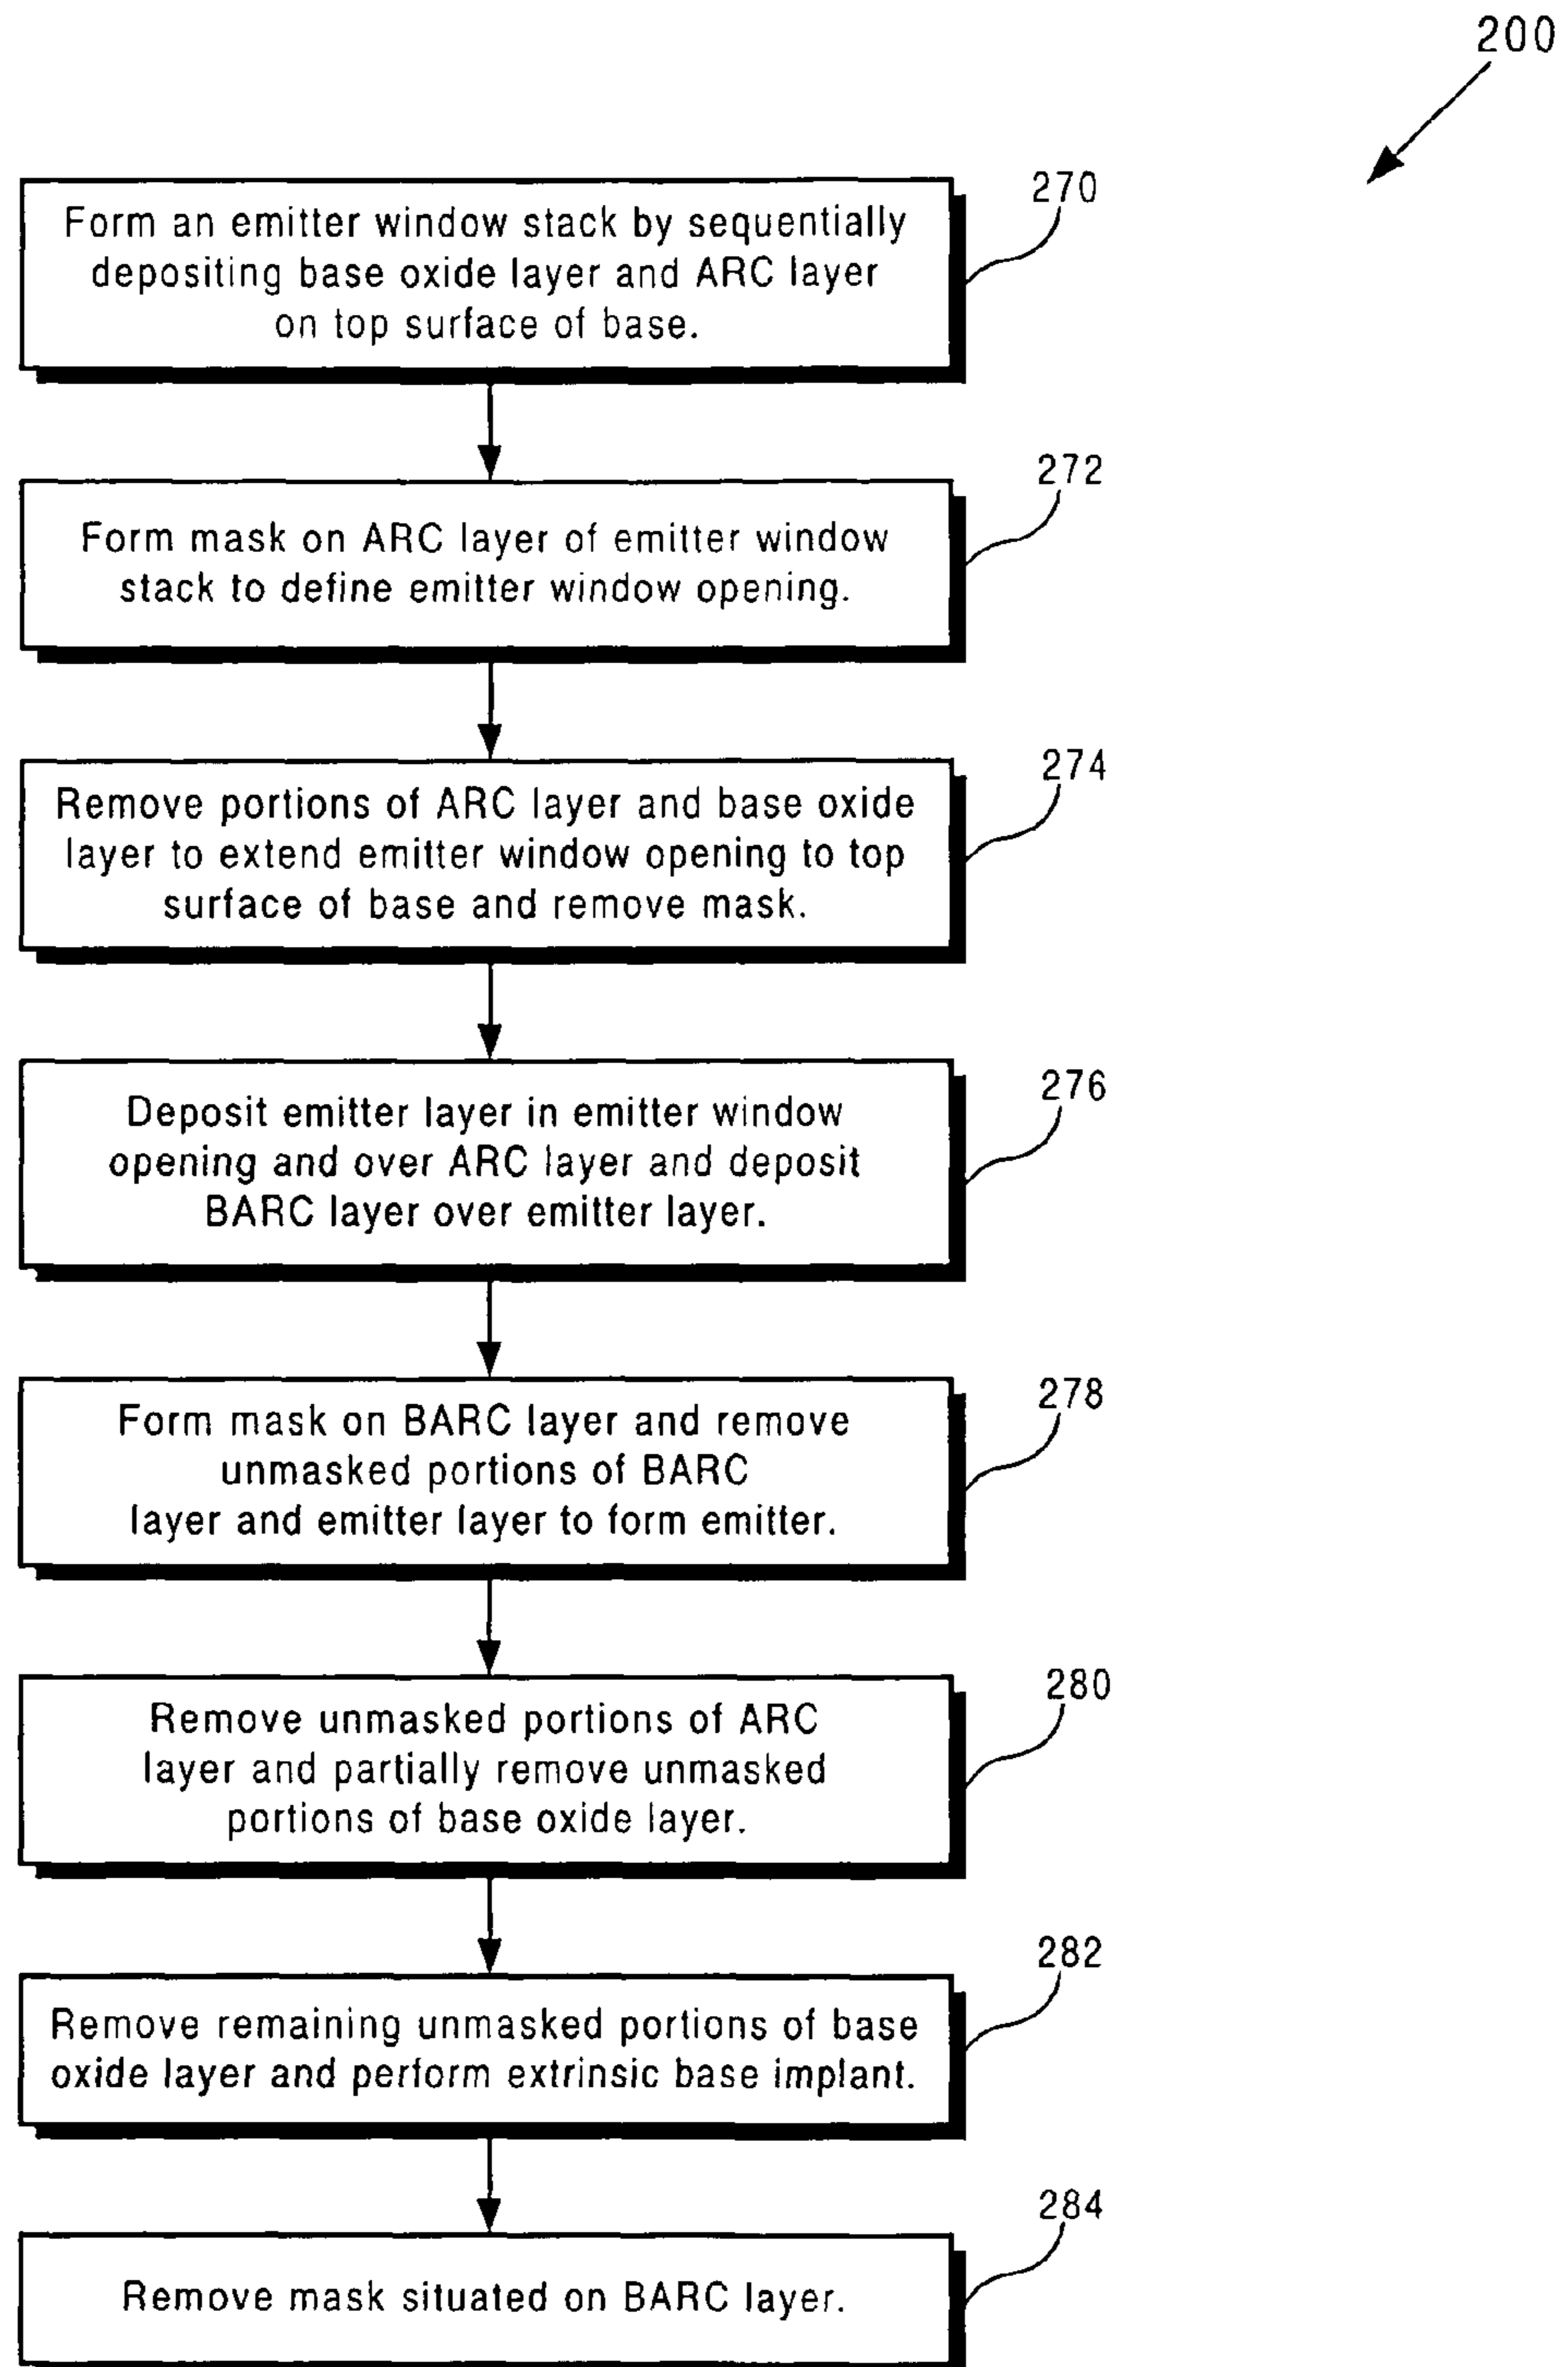 200
270
Form an emitter window stack by sequentially
depositing base oxide layer and ARC layer
on top surface of base.
272
Form mask on ARC layer of emitter window
stack to define emitter window opening.
274
Remove portions of ARC layer and base oxide
layer to extend emitter window opening to top
surface of base and remove mask.
276
Deposit emitter layer in emitter window
opening and over ARC layer and deposit
BARC layer over emitter layer.
278
Form mask on BARC layer and remove
unmasked portions of BARC
layer and emitter layer to form emitter.
280
Remove unmasked portions of ARC
layer and partially remove unmasked
portions of base oxide layer.
282
Remove remaining unmasked portions of base
oxide layer and perform extrinsic base implant.
284
Remove mask situated on BARC layer.